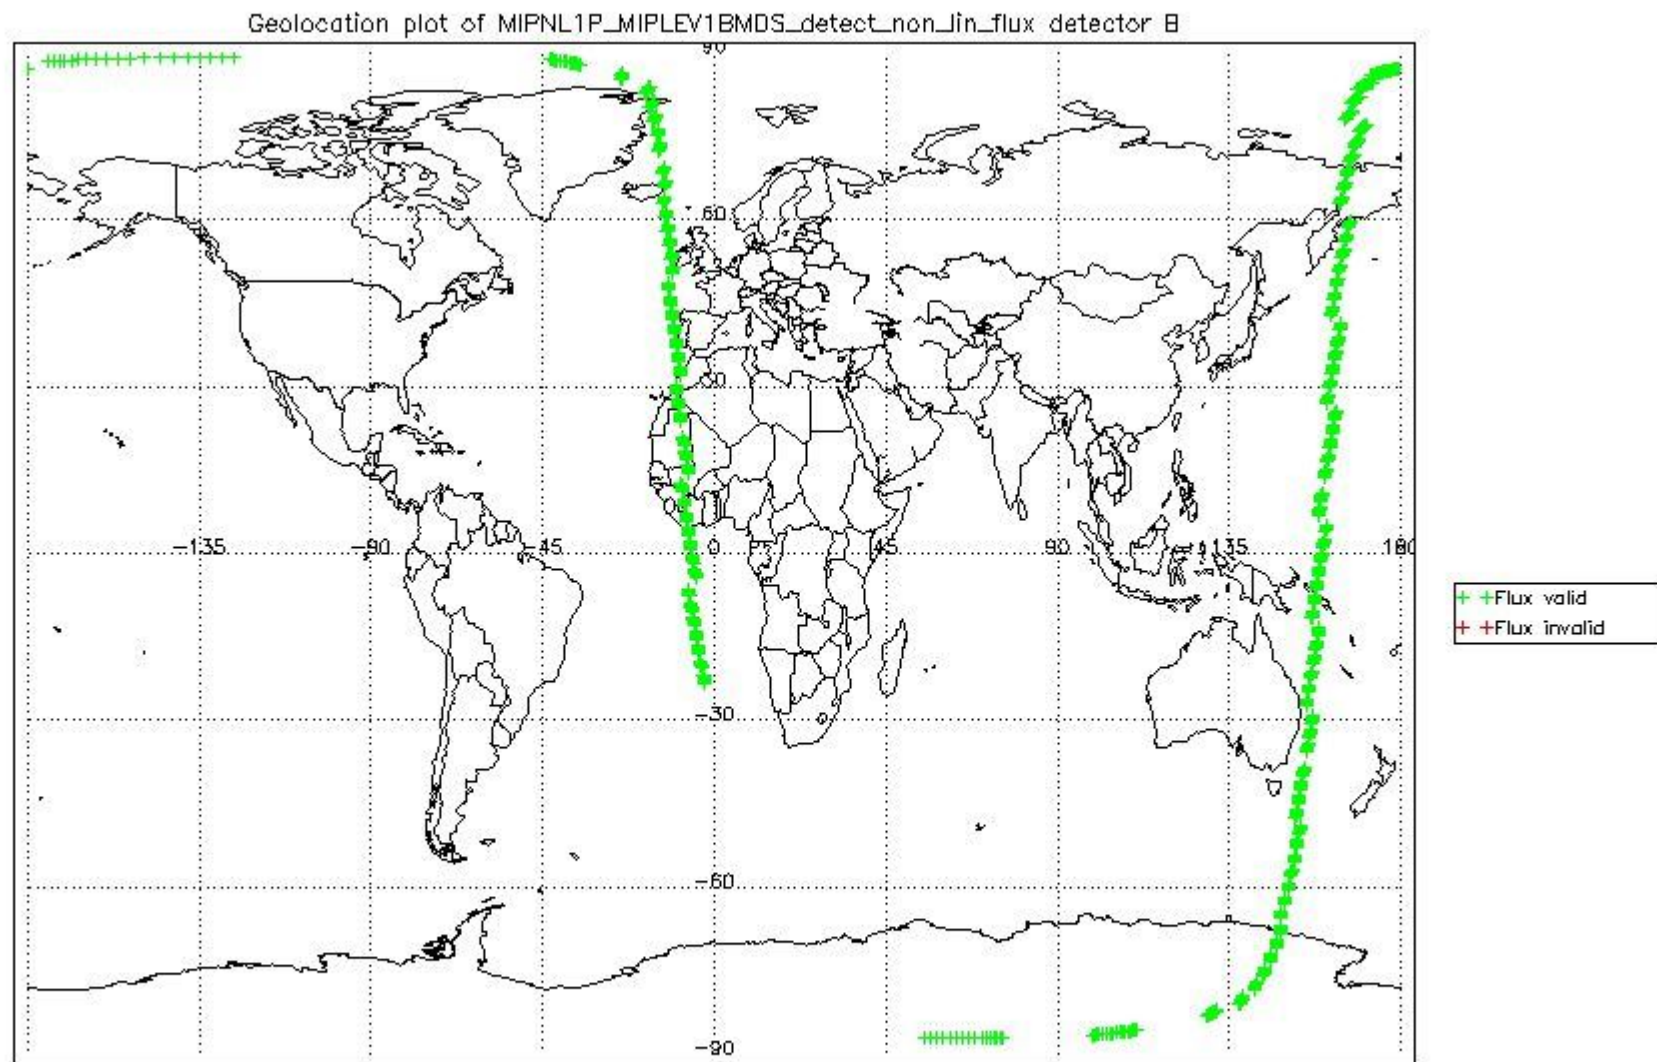 Geolocation plot of MIPNL1P_MIPLEV1BMDS_detect_non_lin_flux detector B
90
60
30
-135 -90 -45 0 45 90 135 180
-30
-60
-90
+ +Flux valid
+ +Flux invalid